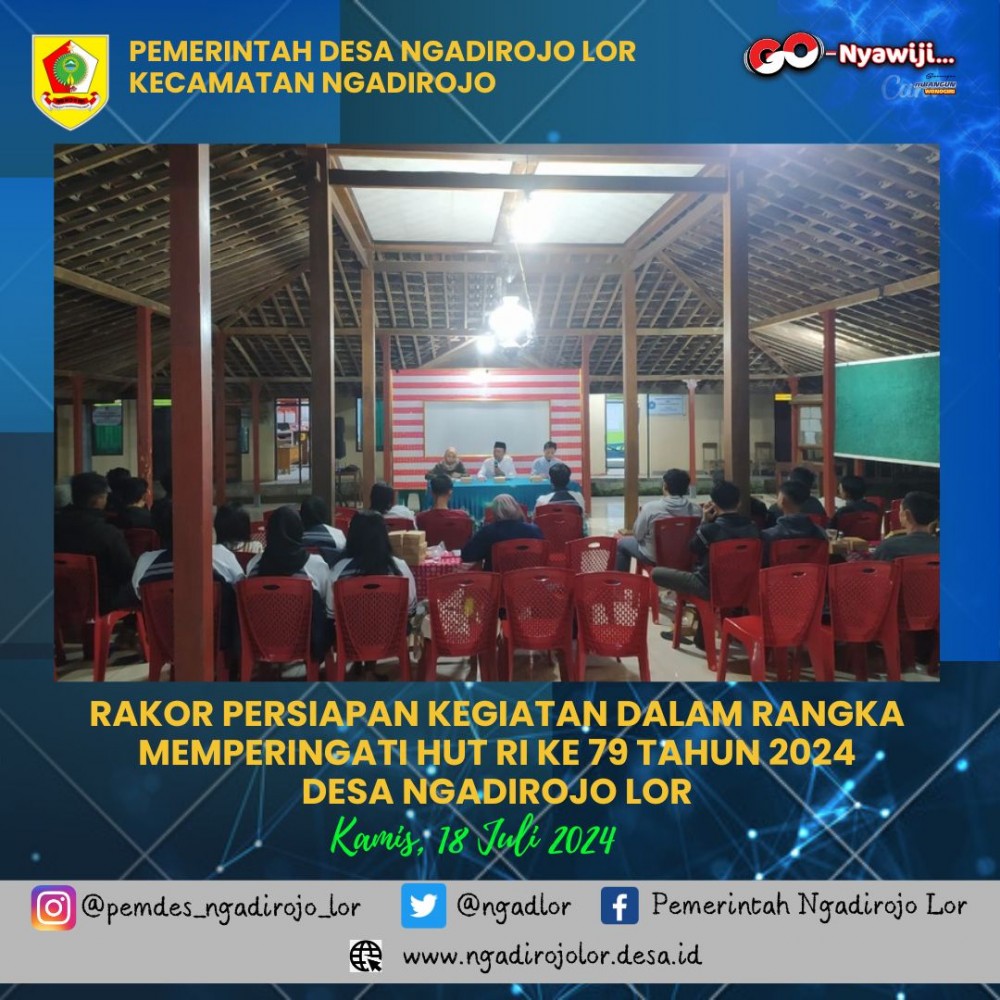 PEMERINTAH DESA NGADIROJO LOR
KECAMATAN NGADIROJO
GO-Nyawiji...
RAKOR PERSIAPAN KEGIATAN DALAM RANGKA
MEMPERINGATI HUT RI KE 79 TAHUN 2024
DESA NGADIROJO LOR
Kamis, 18 Juli 2024
@pemdes_ngadirojo_lor @ngadlor Pemerintah Ngadirojo Lor
www.ngadirojolor.desa.id